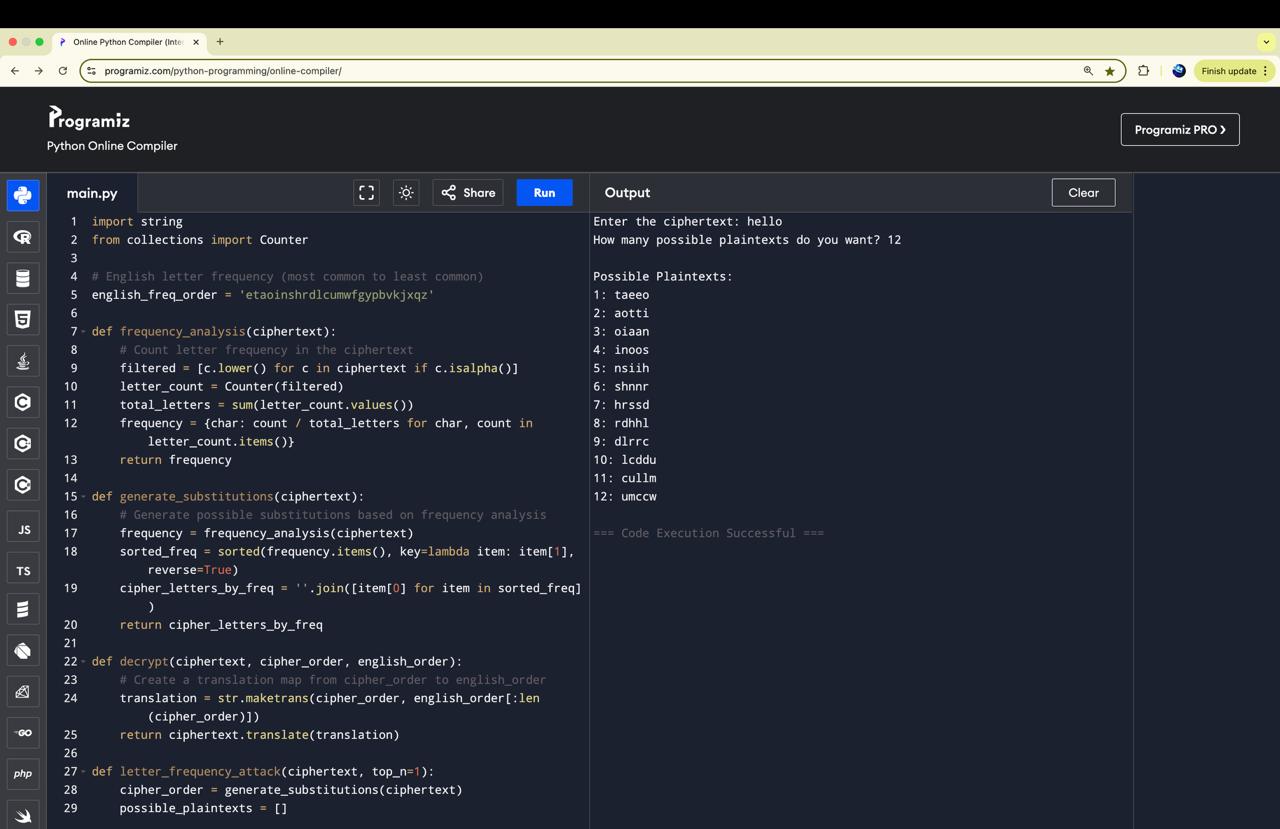 Online Python Compiler (Inte
programiz.com/python-programming/online-compiler/
Finish update
Programiz
Python Online Compiler
Programiz PRO ❯
main.py
Share
Run
Output
Clear
1 import string
2 from collections import Counter
3
4 # English letter frequency (most common to least common)
5 english_freq_order = 'etaoinshrdlcumwfgypbvkjxqz'
6
7 def frequency_analysis(ciphertext):
8     # Count letter frequency in the ciphertext
9     filtered = [c.lower() for c in ciphertext if c.isalpha()]
10     letter_count = Counter(filtered)
11     total_letters = sum(letter_count.values())
12     frequency = {char: count / total_letters for char, count in
letter_count.items()}
13     return frequency
14
15 def generate_substitutions(ciphertext):
16     # Generate possible substitutions based on frequency analysis
17     frequency = frequency_analysis(ciphertext)
18     sorted_freq = sorted(frequency.items(), key=lambda item: item[1],
reverse=True)
19     cipher_letters_by_freq = ''.join([item[0] for item in sorted_freq]
)
20     return cipher_letters_by_freq
21
22 def decrypt(ciphertext, cipher_order, english_order):
23     # Create a translation map from cipher_order to english_order
24     translation = str.maketrans(cipher_order, english_order[:len
(cipher_order)])
25     return ciphertext.translate(translation)
26
27 def letter_frequency_attack(ciphertext, top_n=1):
28     cipher_order = generate_substitutions(ciphertext)
29     possible_plaintexts = []
Enter the ciphertext: hello
How many possible plaintexts do you want? 12
Possible Plaintexts:
1: taeeo
2: aotti
3: oiaan
4: inoos
5: nsiih
6: shnnr
7: hrssd
8: rdhhl
9: dlrrc
10: lcddu
11: cullm
12: umccw
=== Code Execution Successful ===
R
5
C
C
C
JS
TS
GO
php